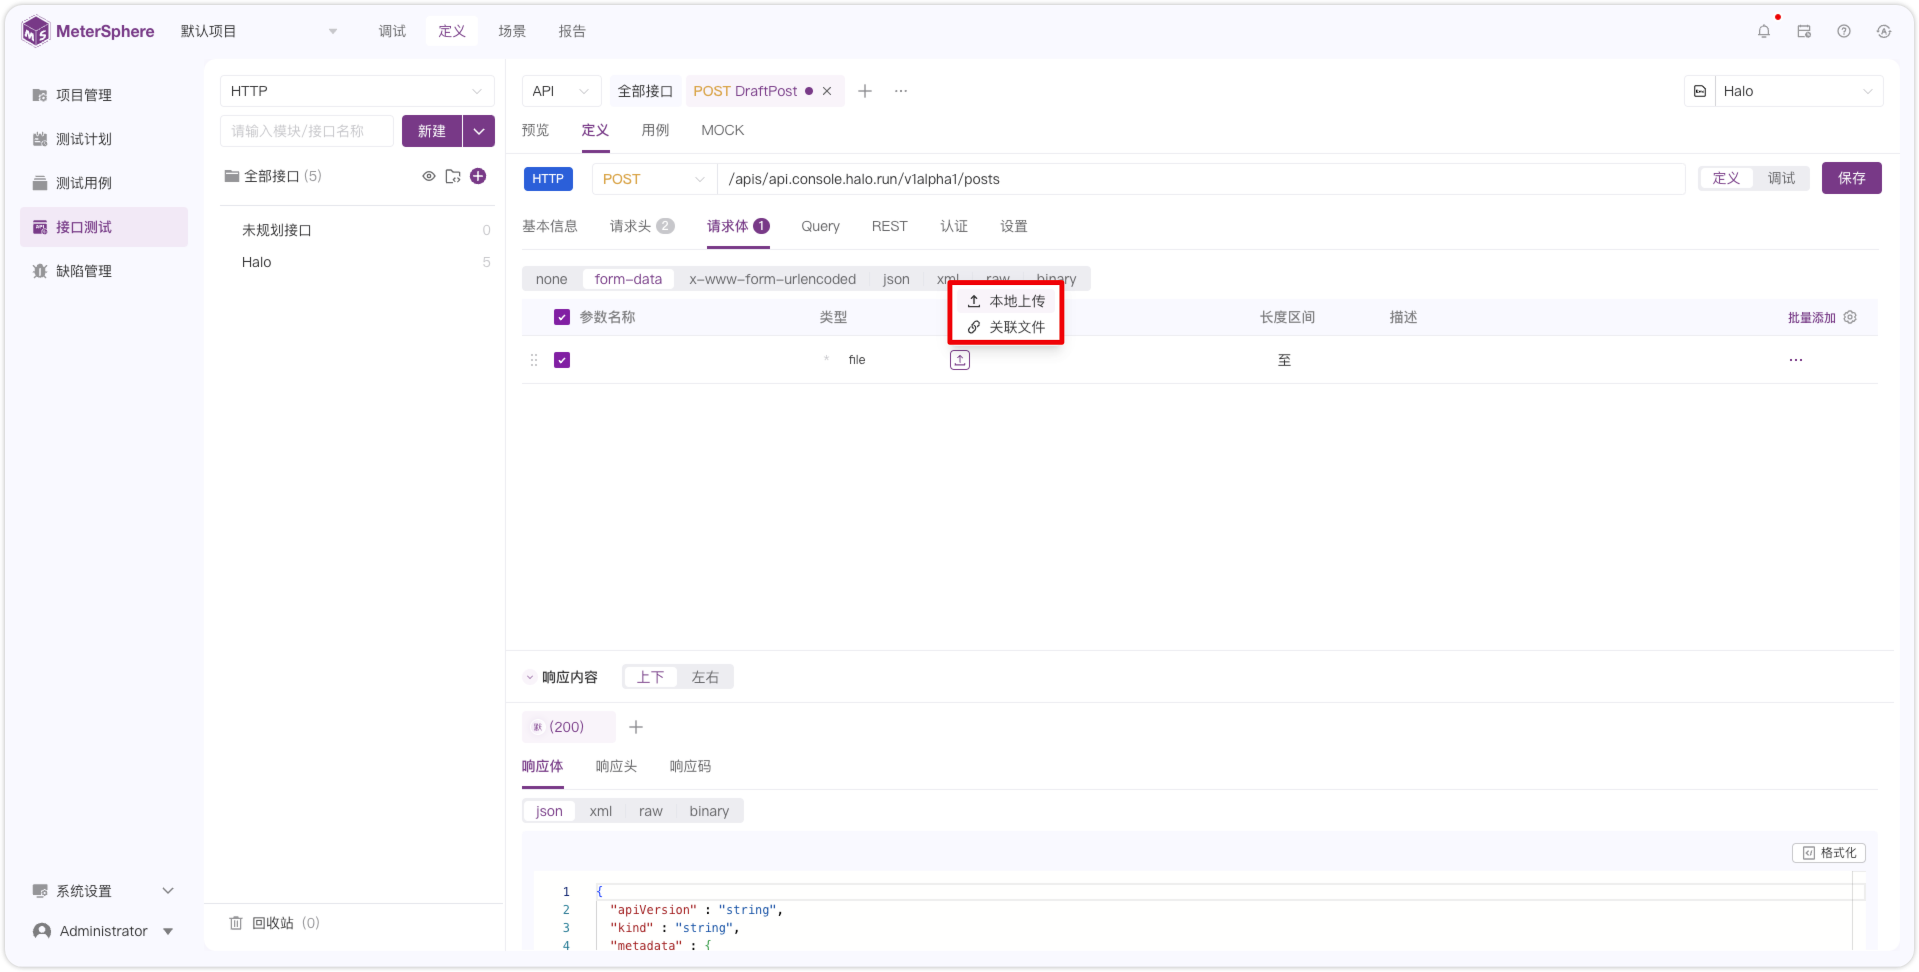 MeterSphere
默认项目
调试
定义
场景
报告
项目管理
测试计划
测试用例
接口测试
缺陷管理
系统设置
Administrator
HTTP
请输入模块/接口名称
新建
全部接口 (5)
未规划接口
0
Halo
5
回收站 (0)
API
全部接口
POST DraftPost
Halo
预览
定义
用例
MOCK
HTTP
POST
/apis/api.console.halo.run/v1alpha1/posts
定义
调试
保存
基本信息
请求头 2
请求体 1
Query
REST
认证
设置
none
form-data
x-www-form-urlencoded
json
xml
raw
binary
本地上传
关联文件
参数名称
类型
长度区间
描述
批量添加
*
file
至
响应内容
上下
左右
(200)
响应体
响应头
响应码
json
xml
raw
binary
格式化
1 {
2 "apiVersion" : "string",
3 "kind" : "string",
4 "metadata" : {